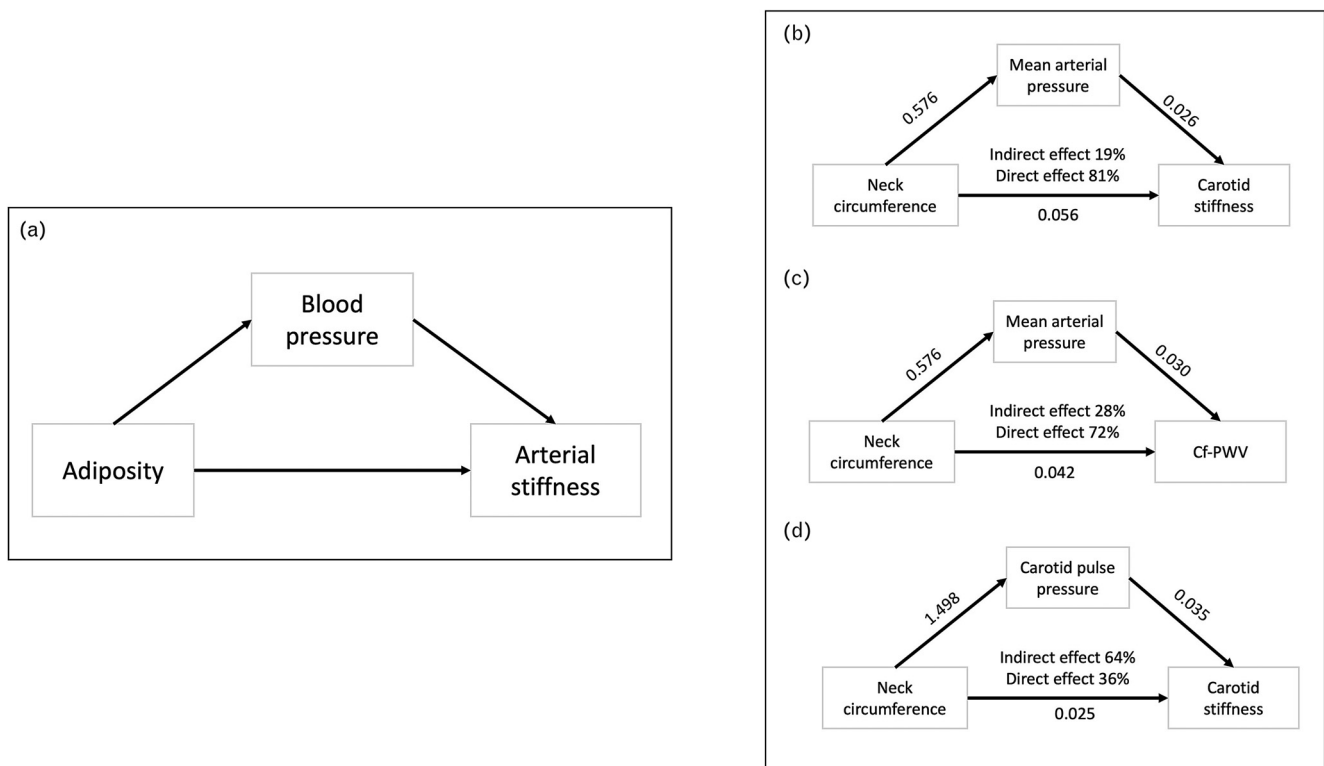 (a)
Blood
pressure
Adiposity
Arterial
stiffness
(b)
Mean arterial
pressure
0.576
0.026
Indirect effect 19%
Direct effect 81%
Neck
circumference
0.056
Carotid
stiffness
(c)
Mean arterial
pressure
0.576
0.030
Indirect effect 28%
Direct effect 72%
Neck
circumference
0.042
Cf-PWV
(d)
Carotid pulse
pressure
1.498
0.035
Indirect effect 64%
Direct effect 36%
Neck
circumference
0.025
Carotid
stiffness